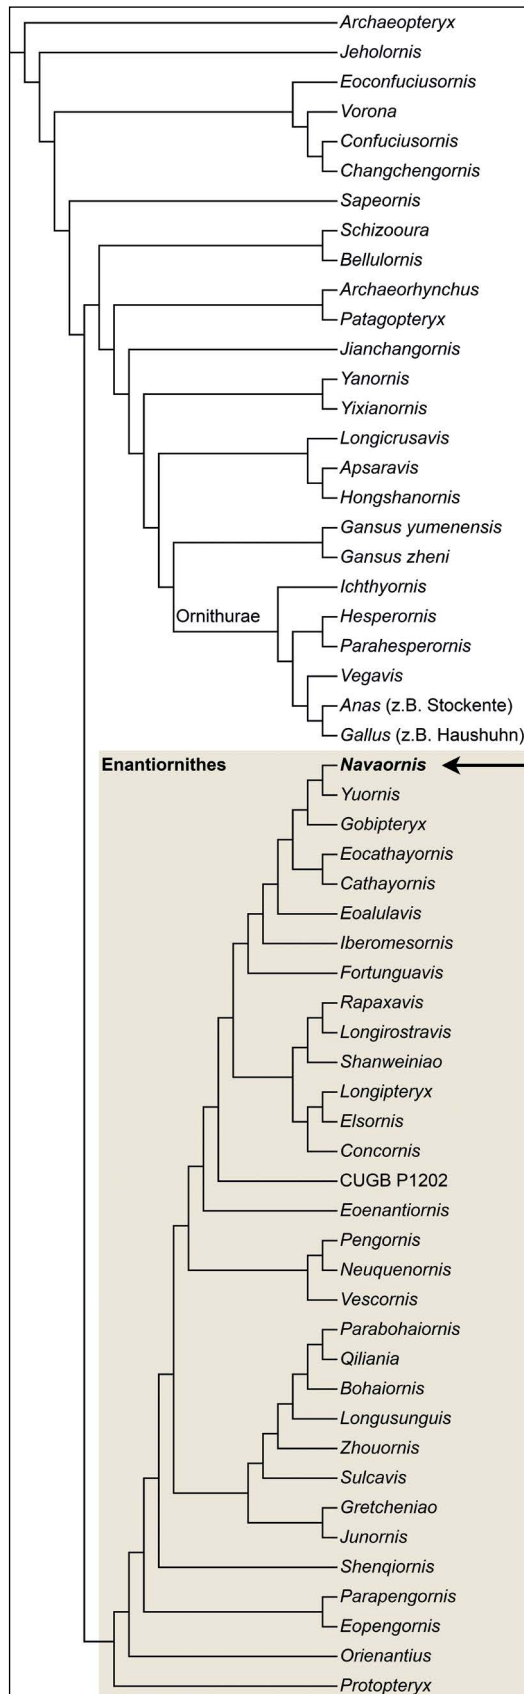 Archaeopteryx
Jeholornis
Eoconfuciusornis
Vorona
Confuciusornis
Changchengornis
Sapeornis
Schizooura
Bellulornis
Archaeorhynchus
Patagopteryx
Jianchangornis
Yanornis
Yixianornis
Longicrusavis
Apsaravis
Hongshanornis
Gansus yumenensis
Gansus zheni
Ichthyornis
Ornithurae
Hesperornis
Parahesperornis
Vegavis
Anas (z.B. Stockente)
Gallus (z.B. Haushuhn)
Enantiornithes
Navaornis
Yuornis
Gobipteryx
Eocathayornis
Cathayornis
Eoalulavis
Iberomesornis
Fortunguavis
Rapaxavis
Longirostravis
Shanweiniao
Longipteryx
Elsornis
Concornis
CUGB P1202
Eoenantiornis
Pengornis
Neuquenornis
Vescornis
Parabohaiornis
Qiliania
Bohaiornis
Longusunguis
Zhouornis
Sulcavis
Gretcheniao
Junornis
Shenqiornis
Parapengornis
Eopengornis
Orienantius
Protopteryx